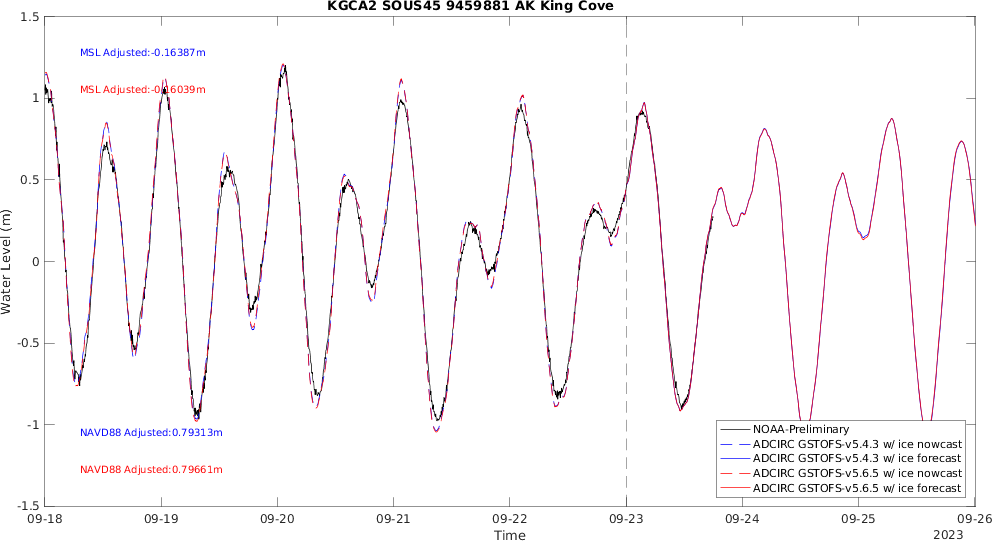 KGCA2 SOUS45 9459881 AK King Cove
1.5
1
0.5
0
-0.5
-1
-1.5
Water Level (m)
MSL Adjusted:-0.16387m
MSL Adjusted:-0.16039m
NAVD88 Adjusted:0.79313m
NAVD88 Adjusted:0.79661m
NOAA-Preliminary
ADCIRC GSTOFS-v5.4.3 w/ ice nowcast
ADCIRC GSTOFS-v5.4.3 w/ ice forecast
ADCIRC GSTOFS-v5.6.5 w/ ice nowcast
ADCIRC GSTOFS-v5.6.5 w/ ice forecast
09-18 09-19 09-20 09-21 09-22 09-23 09-24 09-25 09-26
Time
2023